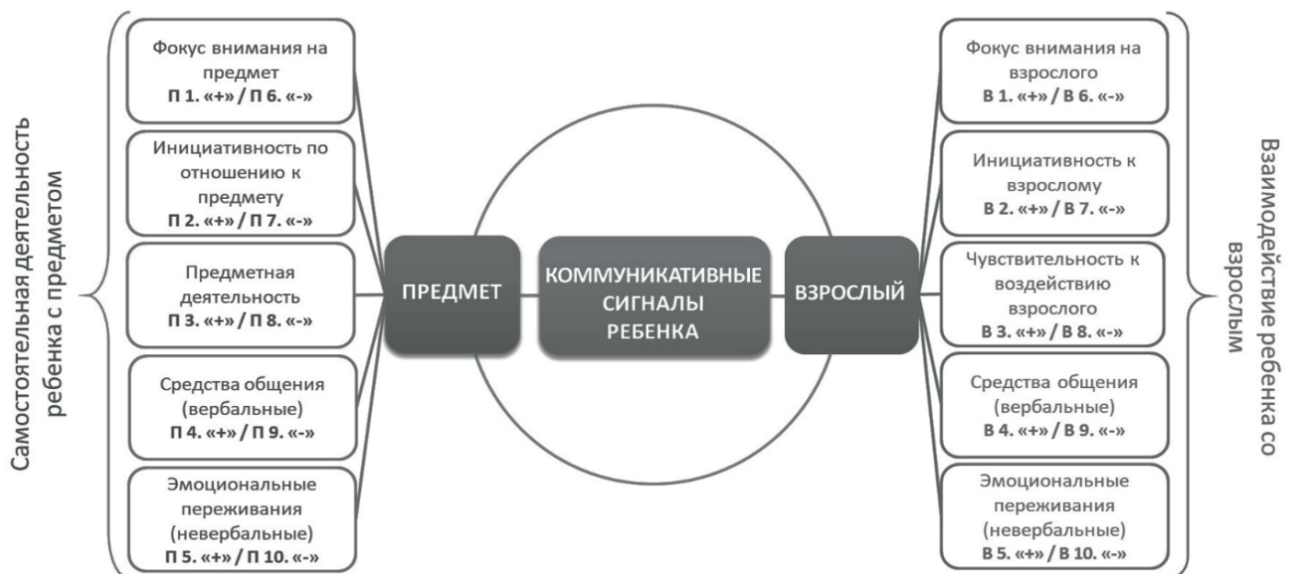 Самостоятельная деятельность
ребенка с предметом
Фокус внимания на
предмет
П 1. «+» / П 6. «-»
Инициативность по
отношению к
предмету
П 2. «+» / П 7. «-»
Предметная
деятельность
П 3. «+» / П 8. «-»
Средства общения
(вербальные)
П 4. «+» / П 9. «-»
Эмоциональные
переживания
(невербальные)
П 5. «+» / П 10. «-»
ПРЕДМЕТ
КОММУНИКАТИВНЫЕ
СИГНАЛЫ
РЕБЕНКА
ВЗРОСЛЫЙ
Фокус внимания на
взрослого
В 1. «+» / В 6. «-»
Инициативность к
взрослому
В 2. «+» / В 7. «-»
Чувствительность к
воздействию
взрослого
В 3. «+» / В 8. «-»
Средства общения
(вербальные)
В 4. «+» / В 9. «-»
Эмоциональные
переживания
(невербальные)
В 5. «+» / В 10. «-»
Взаимодействие ребенка со
взрослым